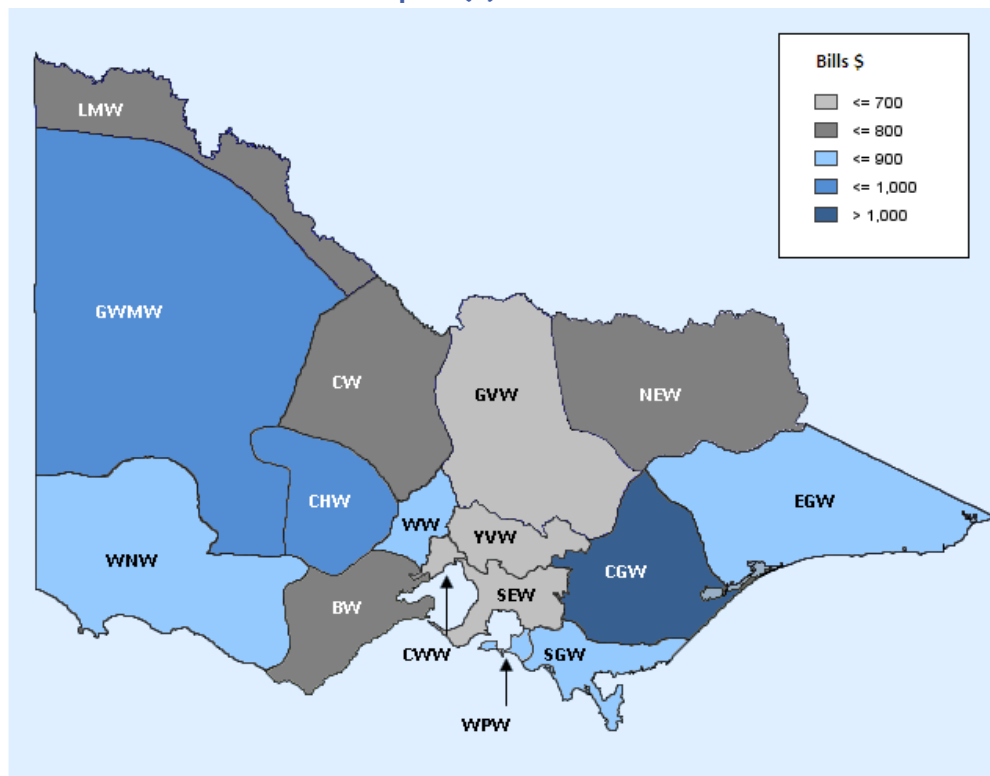 Bills $
<= 700
<= 800
<= 900
<= 1,000
> 1,000
LMW
GWMW
CW
GVW
NEW
CHW
WW
EGW
YVW
WNW
CGW
SEW
BW
CWW
SGW
WPW